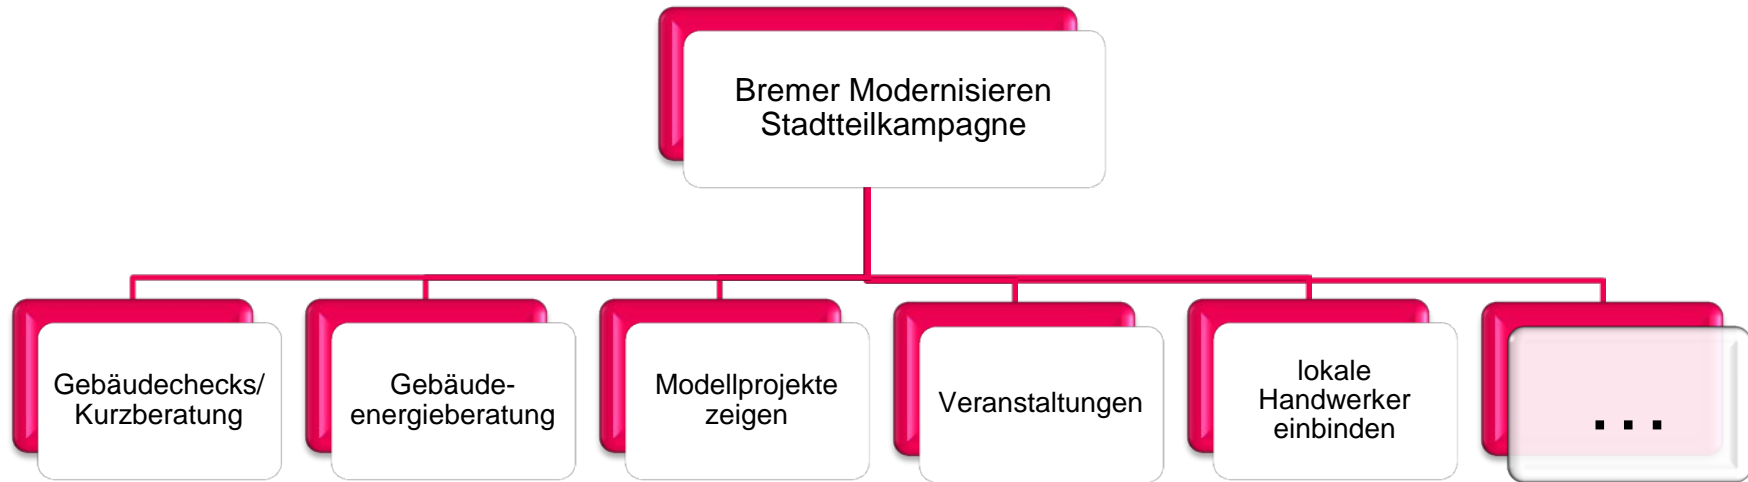 Bremer Modernisieren
Stadtteilkampagne
Gebäudechecks/
Kurzberatung
Gebäude-
energieberatung
Modellprojekte
zeigen
Veranstaltungen
lokale
Handwerker
einbinden
...